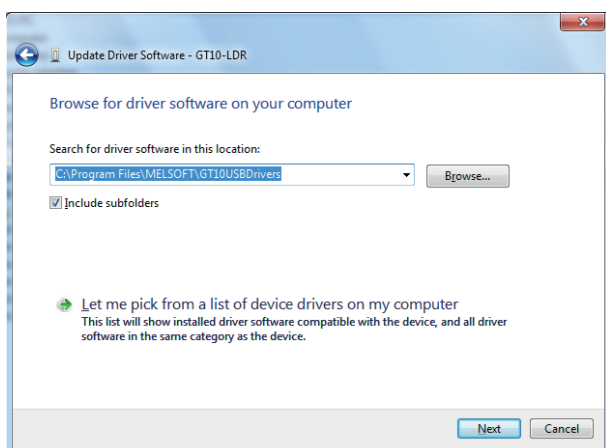 Update Driver Software - GT10-LDR
Browse for driver software on your computer
Search for driver software in this location:
C:\Program Files\MELSOFT\GT10USBDrivers
Browse...
Include subfolders
Let me pick from a list of device drivers on my computer
This list will show installed driver software compatible with the device, and all driver
software in the same category as the device.
Next
Cancel